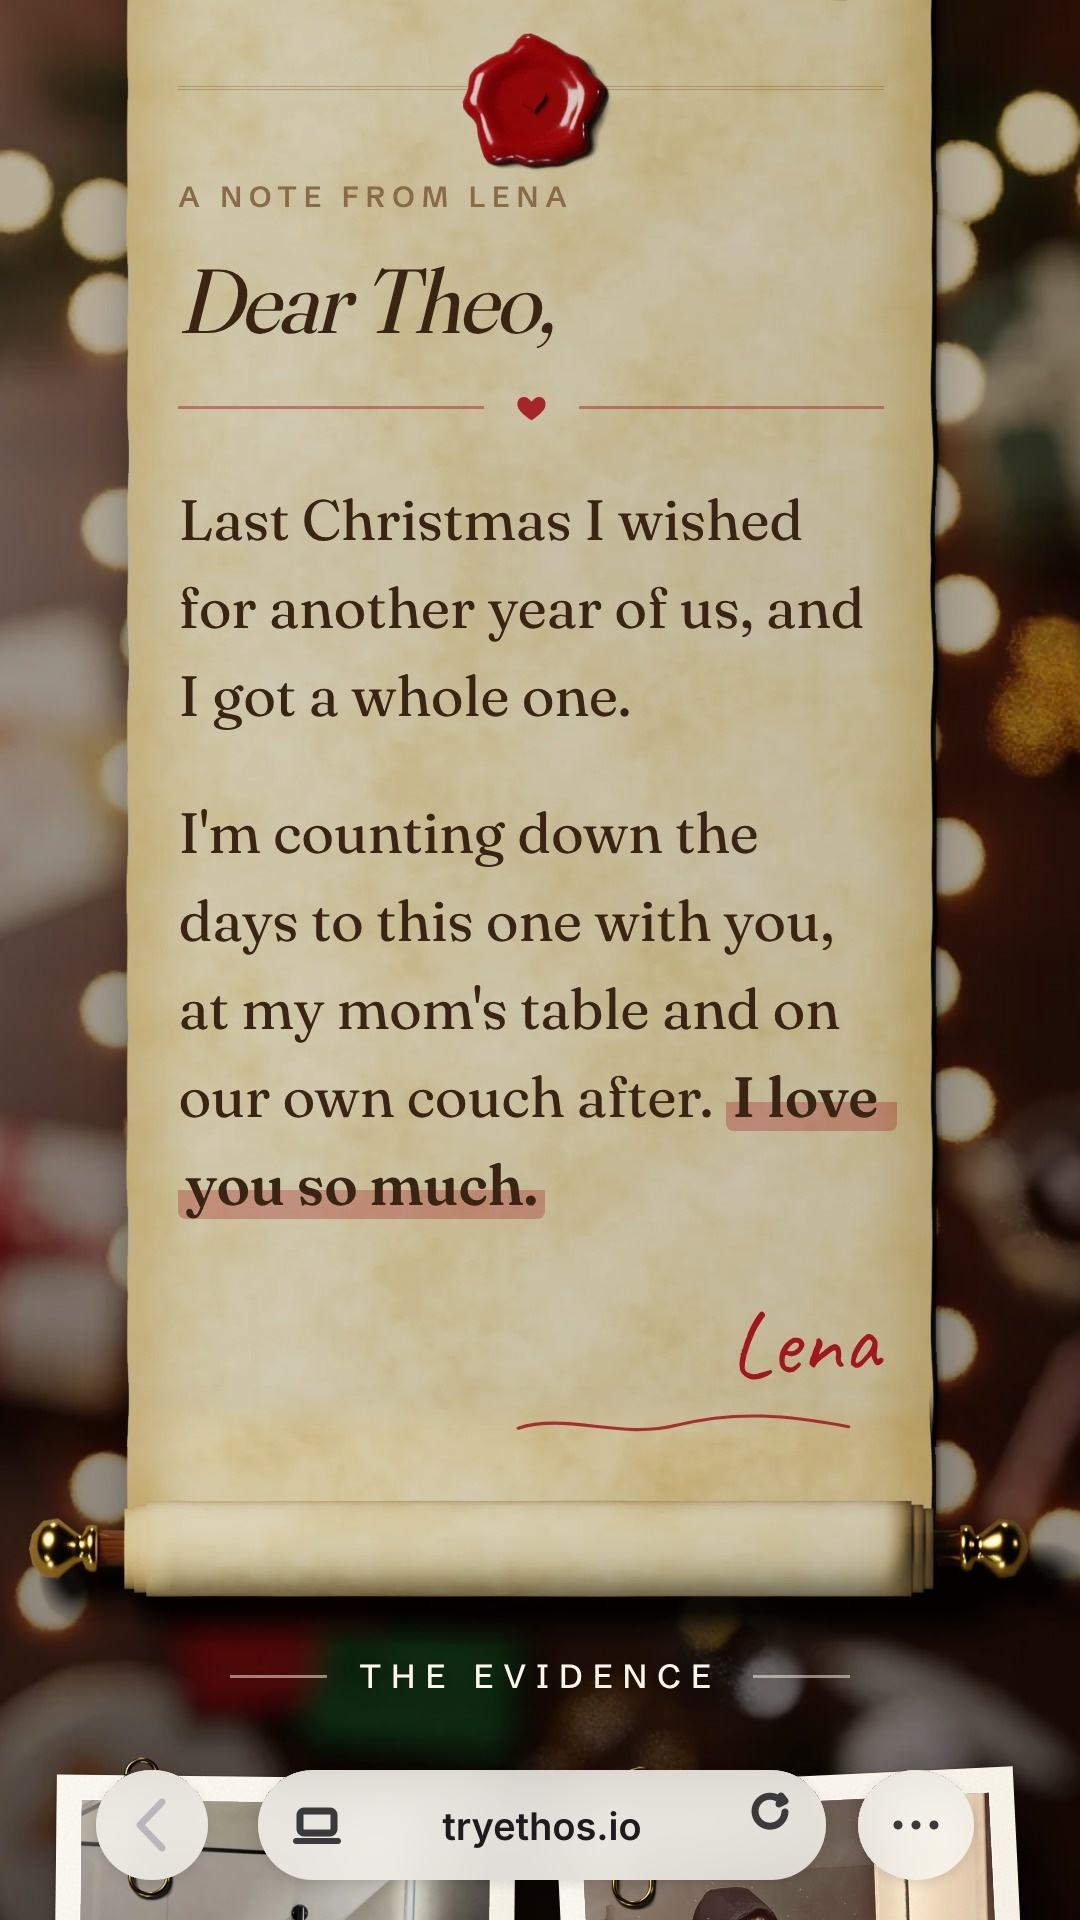 A NOTE FROM LENA
Dear Theo,
Last Christmas I wished
for another year of us, and
I got a whole one.
I'm counting down the
days to this one with you,
at my mom's table and on
our own couch after. I love
you so much.
Lena
THE EVIDENCE
tryethos.io